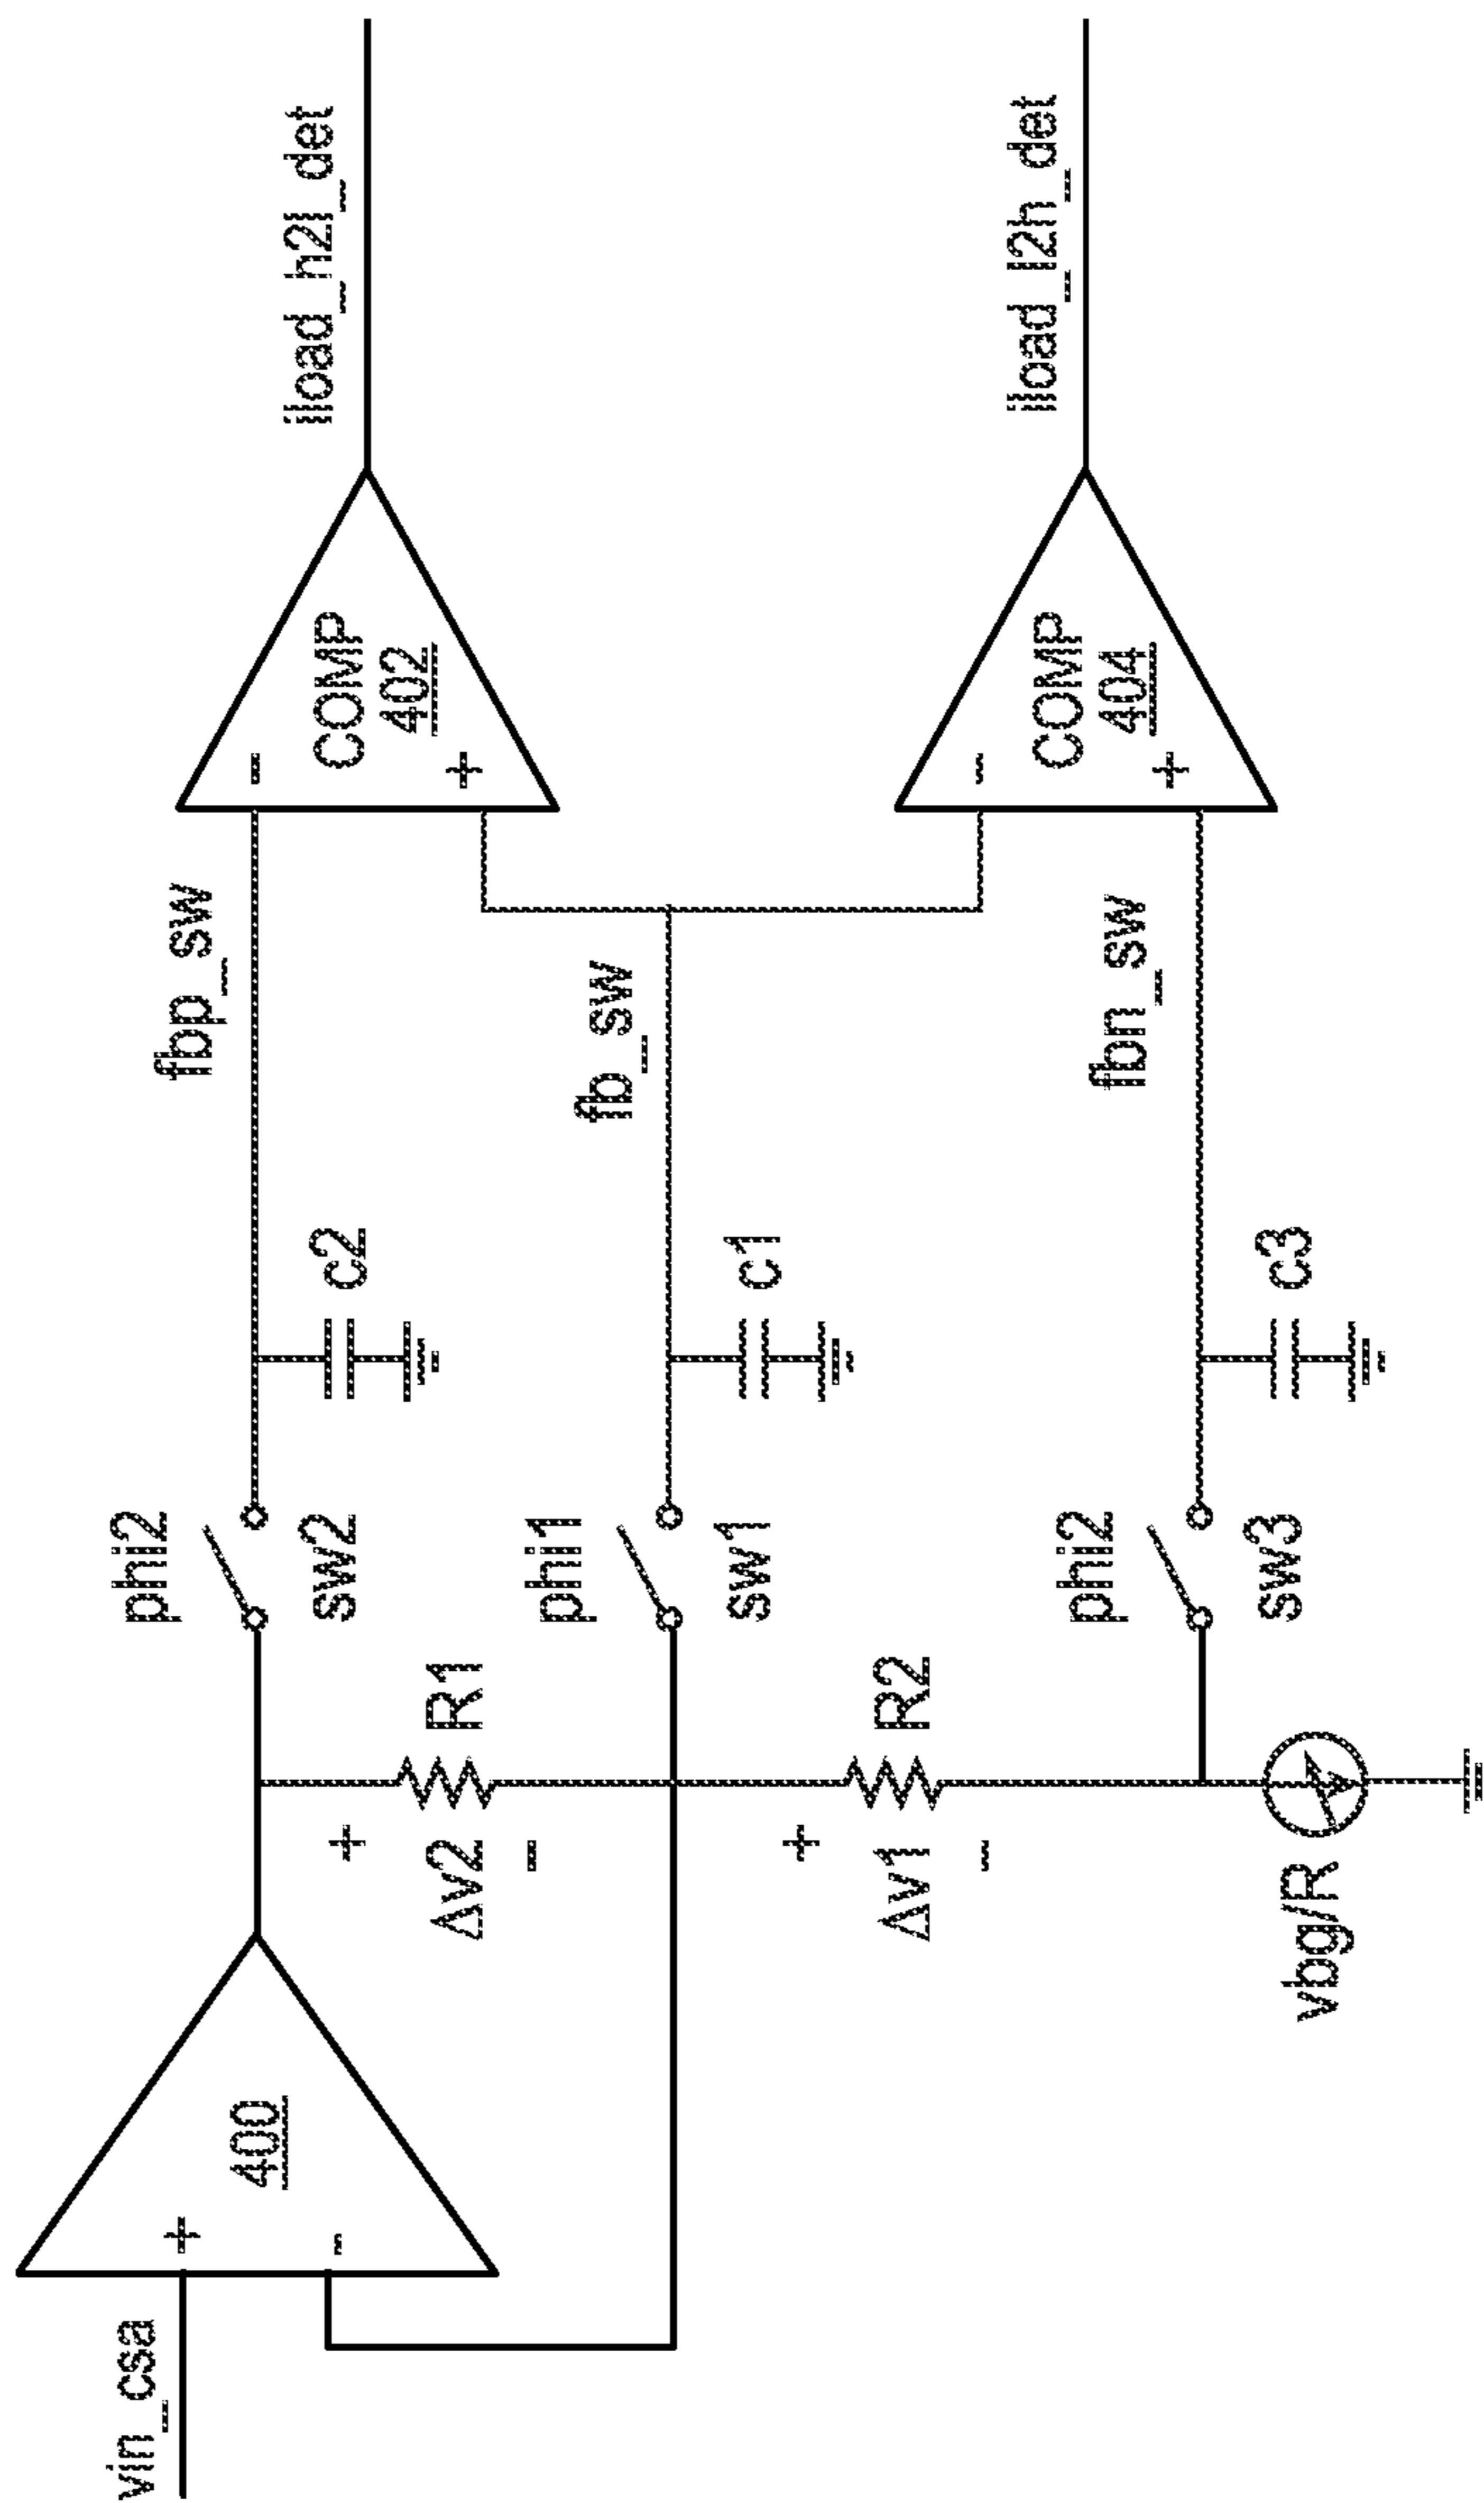 vin_csa
+
-
400
+
Δv2
-
R1
+
Δv1
-
R2
vbg/R
phi2
sw2
phi1
sw1
phi2
sw3
c2
c1
c3
fbp_sw
fb_sw
fbn_sw
-
COMP
402
+
-
COMP
404
+
iload_h2l_det
iload_l2h_det